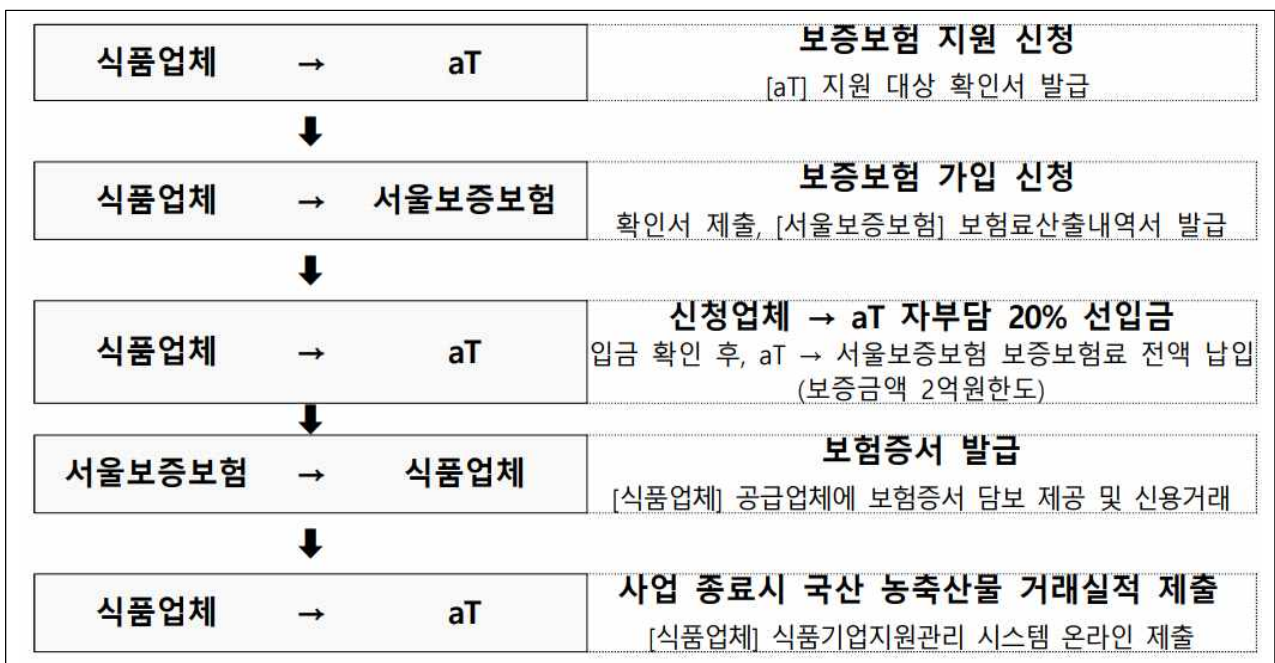 식품업체 → aT
보증보험 지원 신청
[aT] 지원 대상 확인서 발급
⬇
식품업체 → 서울보증보험
보증보험 가입 신청
확인서 제출, [서울보증보험] 보험료산출내역서 발급
⬇
식품업체 → aT
신청업체 → aT 자부담 20% 선입금
입금 확인 후, aT → 서울보증보험 보증보험료 전액 납입
(보증금액 2억원한도)
⬇
서울보증보험 → 식품업체
보험증서 발급
[식품업체] 공급업체에 보험증서 담보 제공 및 신용거래
⬇
식품업체 → aT
사업 종료시 국산 농축산물 거래실적 제출
[식품업체] 식품기업지원관리 시스템 온라인 제출